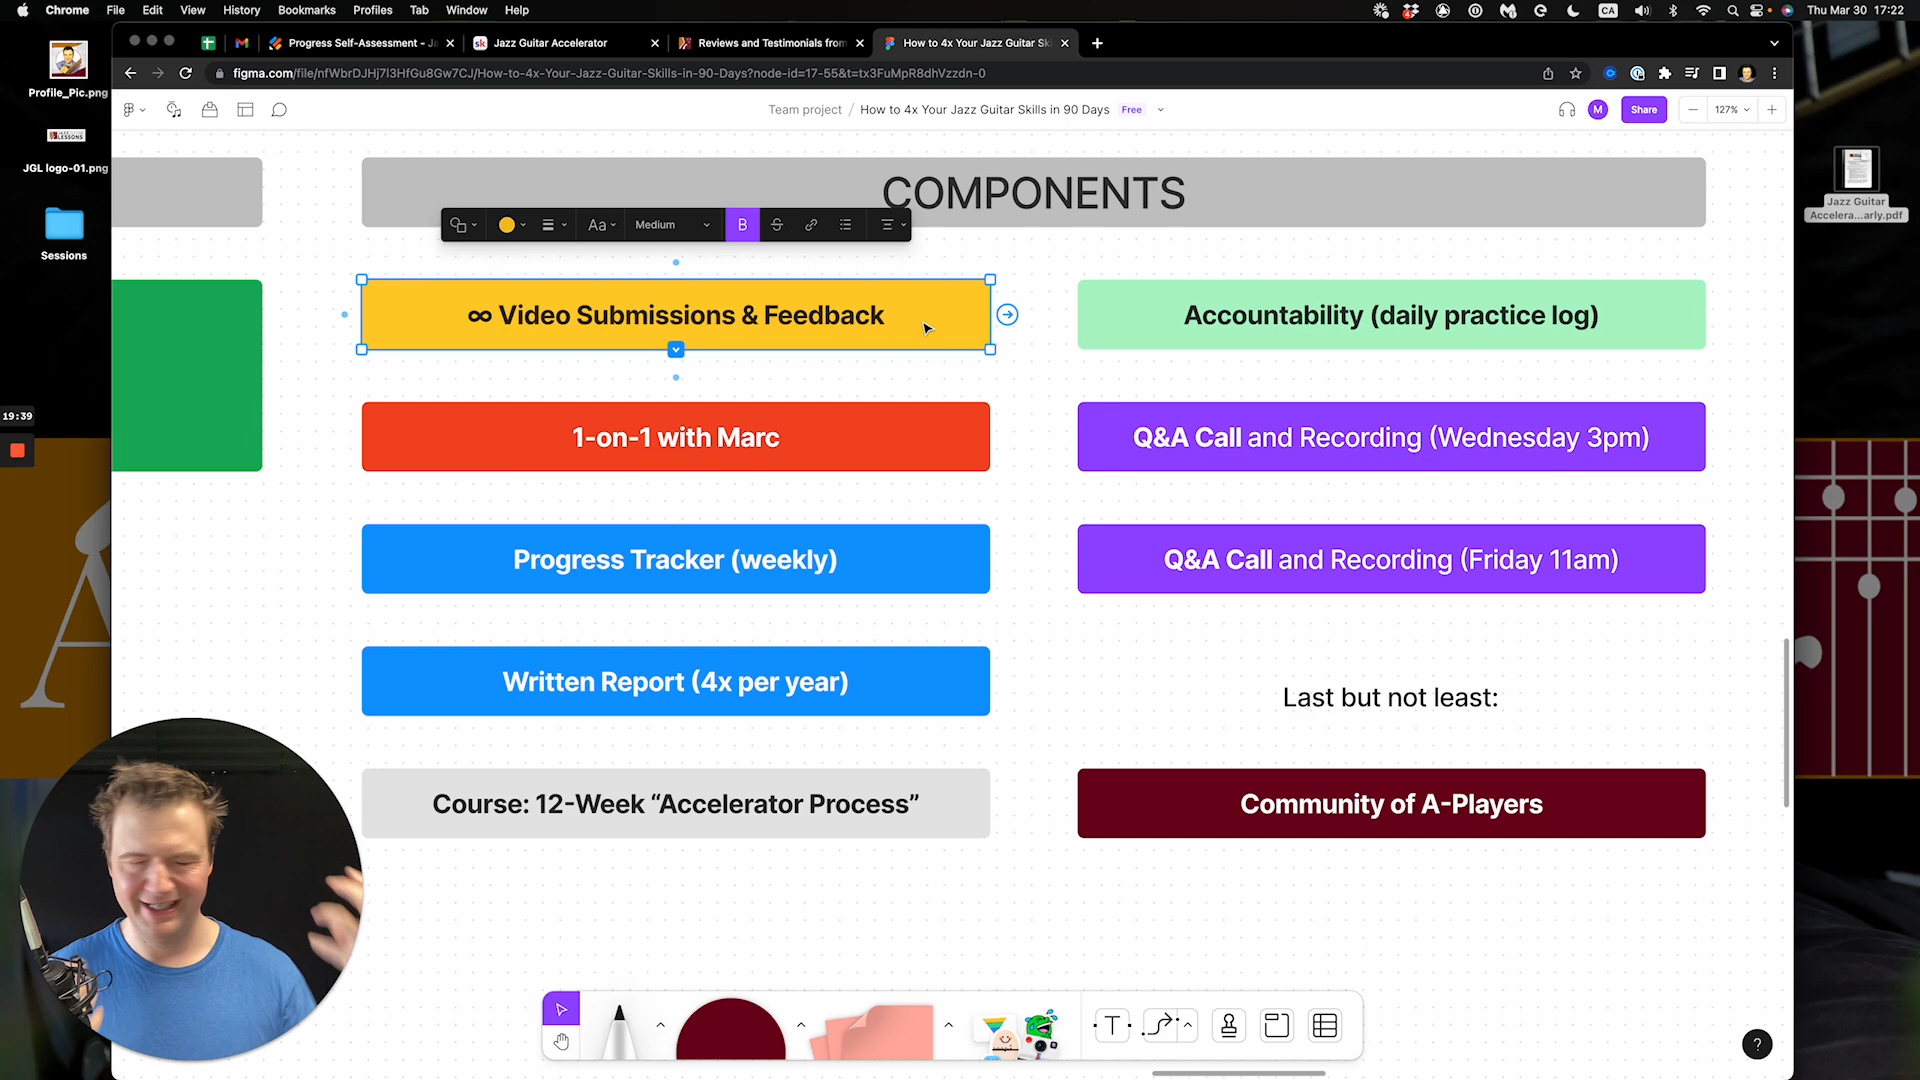 Chrome File Edit View History Bookmarks Profiles Tab Window Help
CA
Thu Mar 30 17:22
Profile_Pic.png
JGL logo-01.png
Sessions
19:39
Progress Self-Assessment - Ja
sk
Jazz Guitar Accelerator
Reviews and Testimonials from
How to 4x Your Jazz Guitar Ski
figma.com/file/nfWbrDJHj7l3HfGu8Gw7CJ/How-to-4x-Your-Jazz-Guitar-Skills-in-90-Days?node-id=17-55&t=tx3FuMpR8dhVzzdn-0
Team project / How to 4x Your Jazz Guitar Skills in 90 Days Free
M
Share
127%
Jazz Guitar
Accelera...arly.pdf
COMPONENTS
Aa
Medium
B
S
∞ Video Submissions & Feedback
Accountability (daily practice log)
1-on-1 with Marc
Q&A Call and Recording (Wednesday 3pm)
Progress Tracker (weekly)
Q&A Call and Recording (Friday 11am)
Written Report (4x per year)
Last but not least:
Course: 12-Week “Accelerator Process”
Community of A-Players
T
?